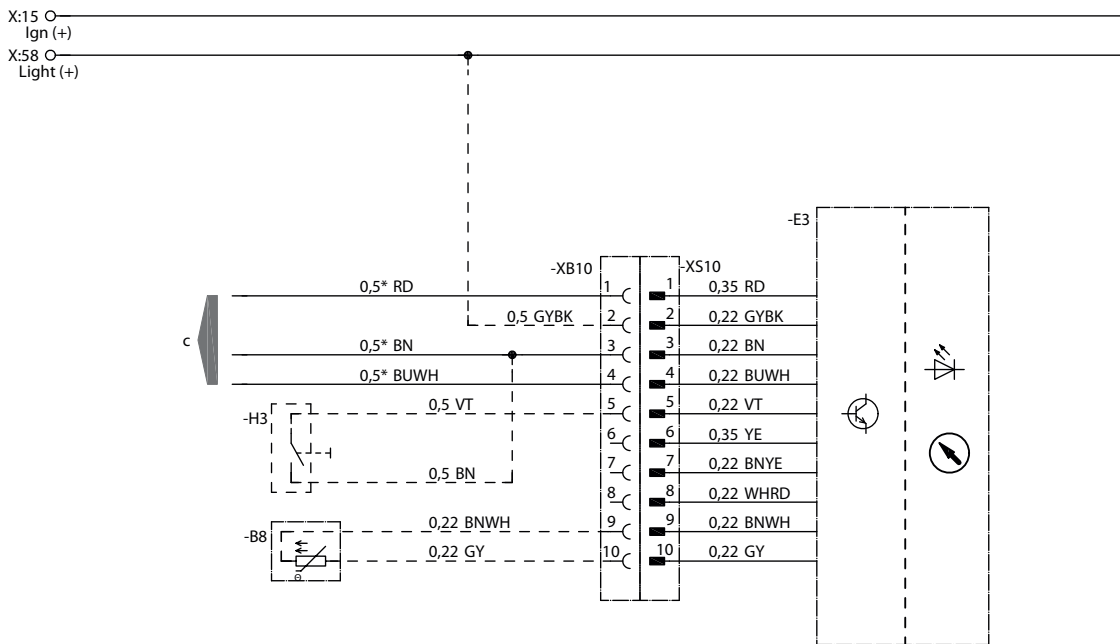 X:15
Ign (+)
X:58
Light (+)
-E3
-XB10
-XS10
1 0,5* RD 1 0,35 RD
0,5 GYBK 2 2 0,22 GYBK
0,5* BN 3 3 0,22 BN
c
0,5* BUWH 4 4 0,22 BUWH
-H3
0,5 VT 5 5 0,22 VT
6 6 0,35 YE
0,5 BN 7 7 0,22 BNYE
8 8 0,22 WHRD
-B8
0,22 BNWH 9 9 0,22 BNWH
0,22 GY 10 10 0,22 GY
Θ